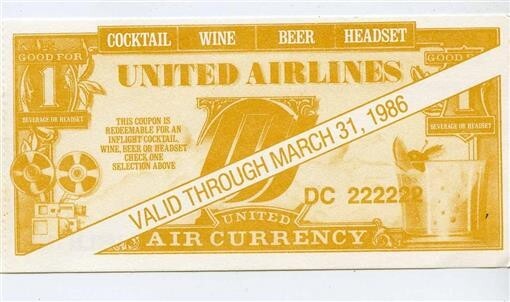 COCKTAIL WINE BEER HEADSET
GOOD FOR
1
BEVERAGE OR HEADSET
UNITED AIRLINES
GOOD FOR
1
BEVERAGE OR HEADSET
THIS COUPON IS
REDEEMABLE FOR AN
INFLIGHT COCKTAIL,
WINE, BEER OR HEADSET
CHECK ONE
SELECTION ABOVE
VALID THROUGH MARCH 31, 1986
DC 222222
UNITED
AIR CURRENCY